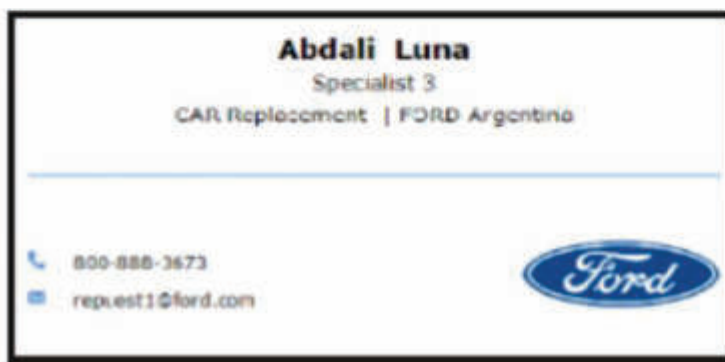 Abdali Luna
Specialist 3
CAR Replacement | FORD Argentina
800-888-3673
repuest1@ford.com
Ford